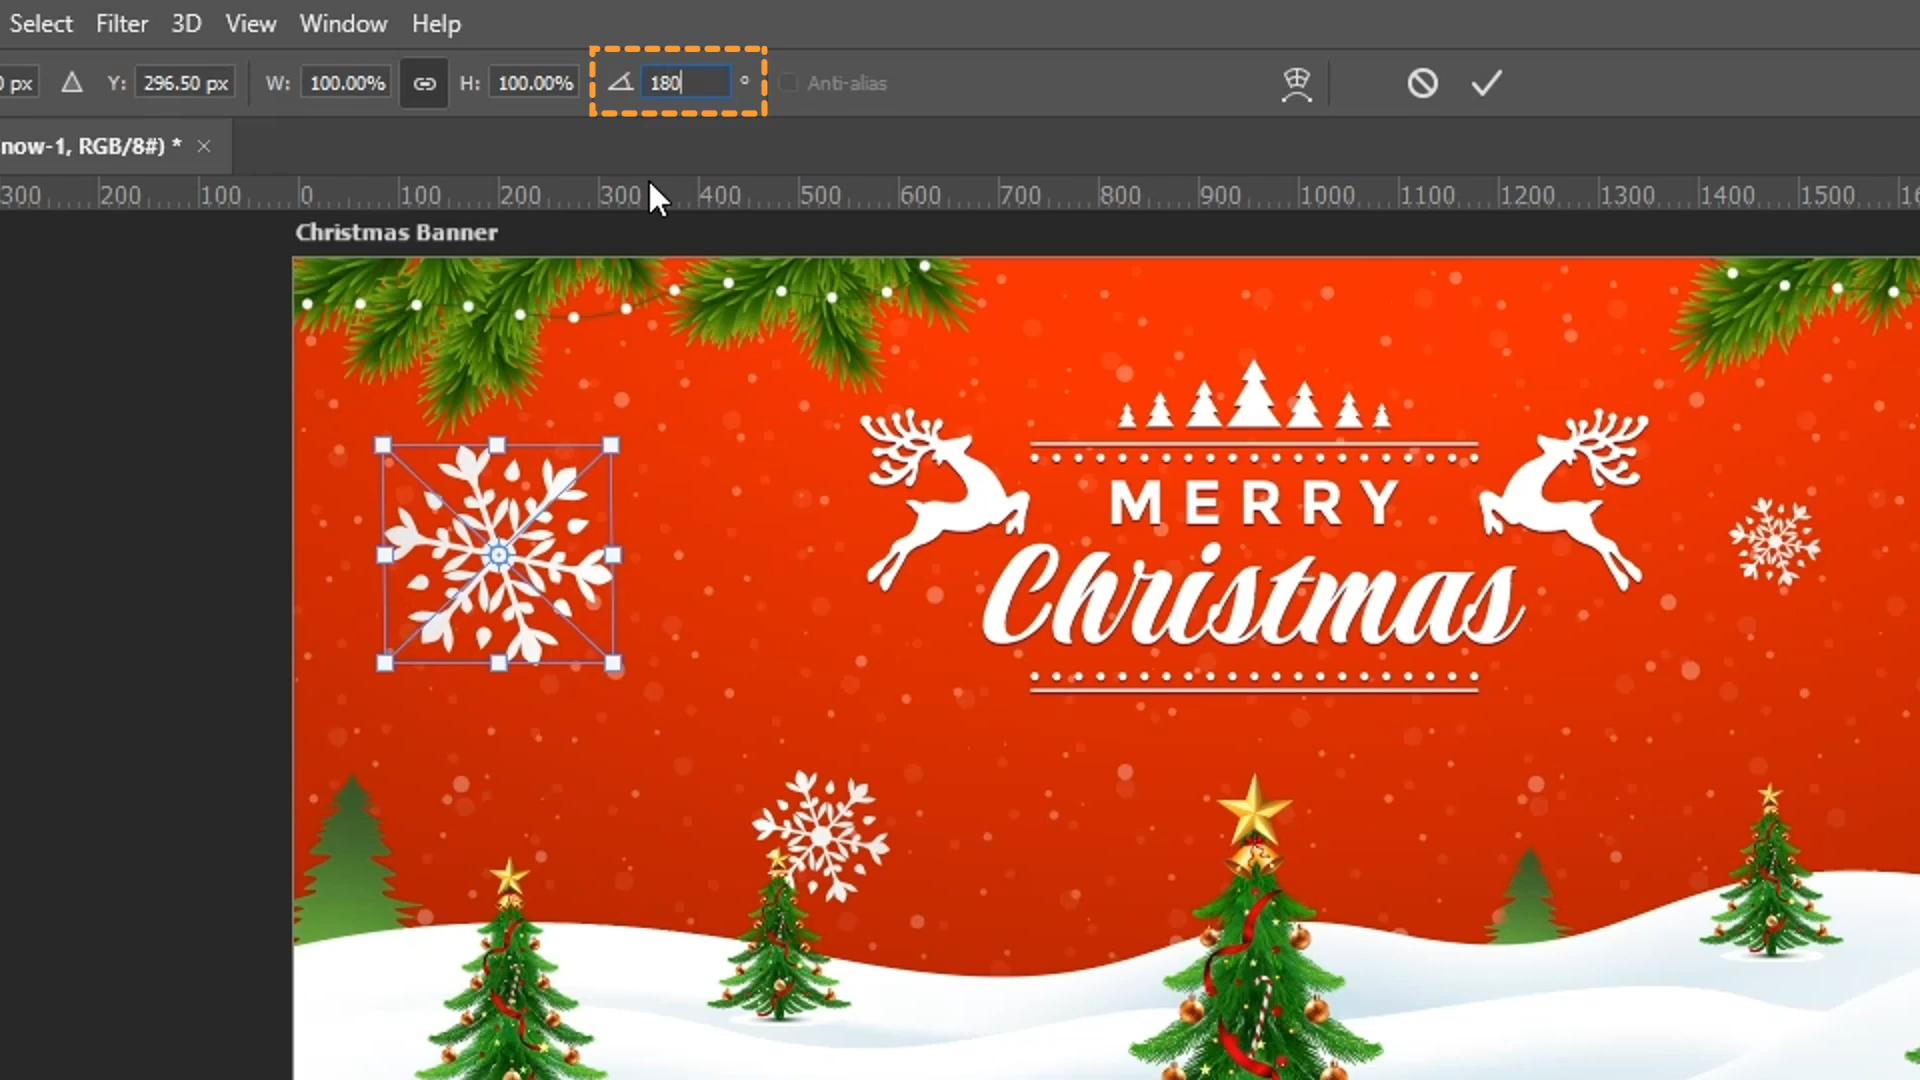 Select Filter 3D View Window Help
px Y: 296.50 px W: 100.00% H: 100.00% 180 ° Anti-alias
now-1, RGB/8#) * ×
300 200 100 0 100 200 300 400 500 600 700 800 900 1000 1100 1200 1300 1400 1500
Christmas Banner
MERRY
Christmas